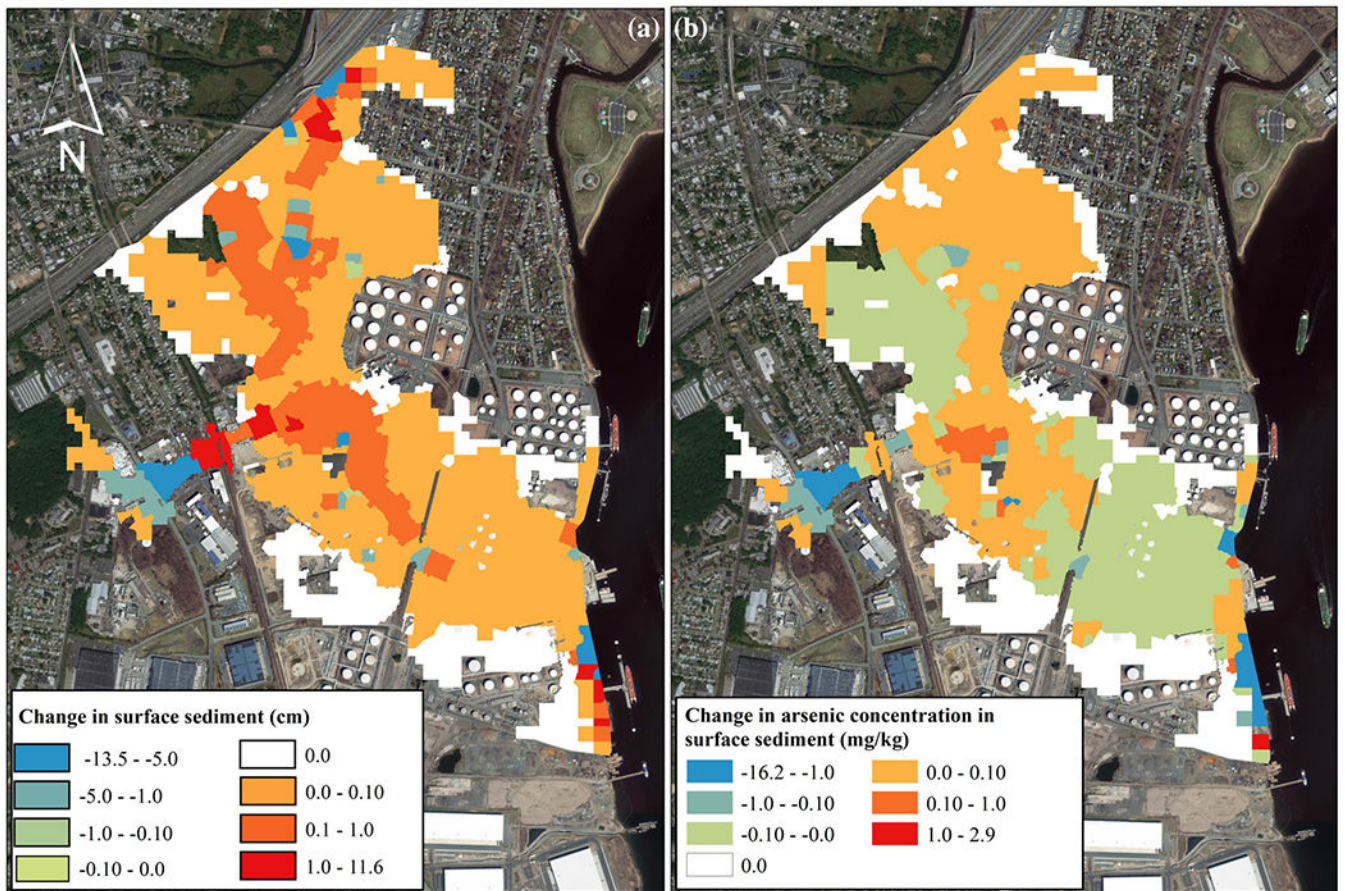 (a)
N
Change in surface sediment (cm)
-13.5 - -5.0
-5.0 - -1.0
-1.0 - -0.10
-0.10 - 0.0
0.0
0.0 - 0.10
0.1 - 1.0
1.0 - 11.6
(b)
Change in arsenic concentration in
surface sediment (mg/kg)
-16.2 - -1.0
-1.0 - -0.10
-0.10 - -0.0
0.0
0.0 - 0.10
0.10 - 1.0
1.0 - 2.9